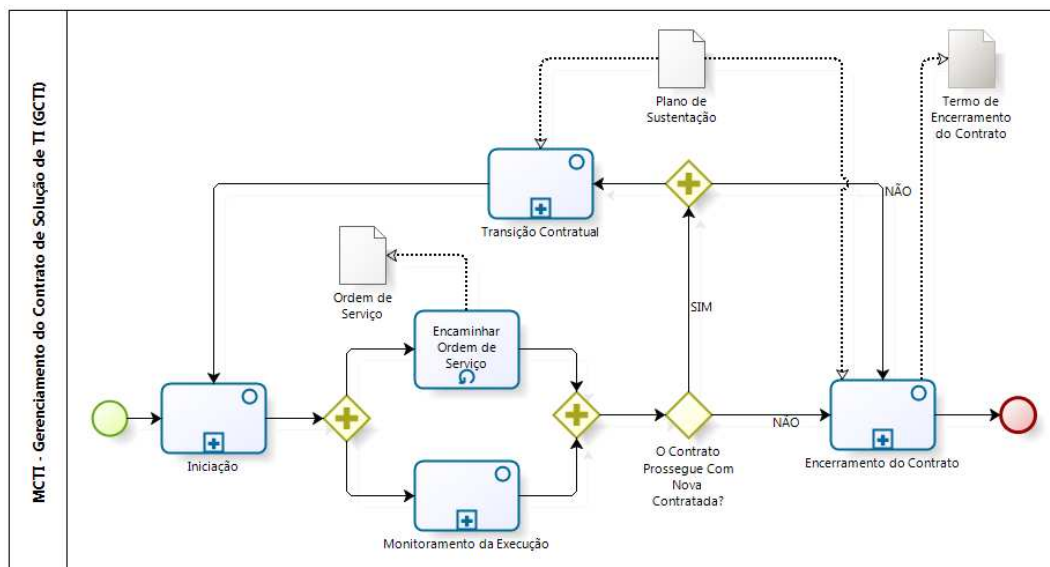 MCTI - Gerenciamento do Contrato de Solução de TI (GCTI)
Plano de
Sustentação
Termo de
Encerramento
do Contrato
NÃO
Transição Contratual
Ordem de
Serviço
SIM
Encaminhar
Ordem de
Serviço
Iniciação
NÃO
O Contrato
Prossegue Com
Nova
Contratada?
Encerramento do Contrato
Monitoramento da Execução